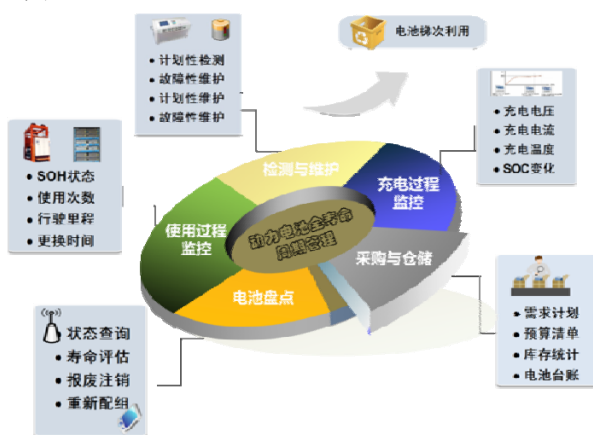 电池梯次利用
• 计划性检测
• 故障性维护
• 计划性维护
• 故障性维护
• 充电电压
• 充电电流
• 充电温度
• SOC变化
• SOH状态
• 使用次数
• 行驶里程
• 更换时间
检测与维护
充电过程
监控
使用过程
监控
动力电池全寿命
周期管理
采购与仓储
电池盘点
状态查询
• 寿命评估
• 报废注销
• 重新配组
• 需求计划
• 预算清单
• 库存统计
• 电池台账